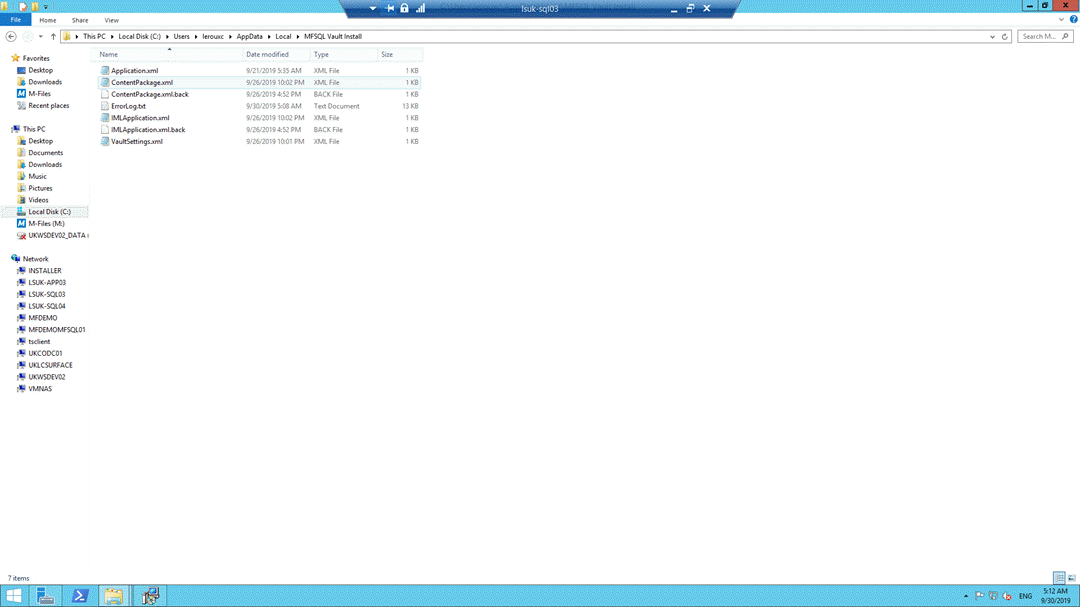 lsuk-sql03
File Home Share View
This PC Local Disk (C:) Users lerouxc AppData Local MFSQL Vault Install Search M...
Name Date modified Type Size
Application.xml 9/21/2019 5:35 AM XML File 1 KB
ContentPackage.xml 9/26/2019 10:02 PM XML File 1 KB
ContentPackage.xml.back 9/26/2019 4:52 PM BACK File 1 KB
ErrorLog.txt 9/30/2019 5:08 AM Text Document 13 KB
IMLApplication.xml 9/26/2019 10:02 PM XML File 1 KB
IMLApplication.xml.back 9/26/2019 4:52 PM BACK File 1 KB
VaultSettings.xml 9/26/2019 10:01 PM XML File 1 KB
Favorites
Desktop
Downloads
M-Files
Recent places
This PC
Desktop
Documents
Downloads
Music
Pictures
Videos
Local Disk (C:)
M-Files (M:)
UKWSDEV02_DATA (
Network
INSTALLER
LSUK-APP03
LSUK-SQL03
LSUK-SQL04
MFDEMO
MFDEMOMFSQL01
tsclient
UKCODC01
UKLCSURFACE
UKWSDEV02
VMNAS
7 items
ENG
5:12 AM
9/30/2019